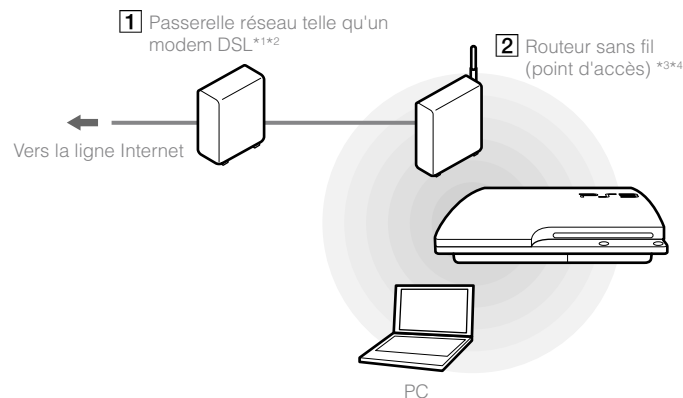 1 Passerelle réseau telle qu'un
modem DSL*1*2
2 Routeur sans fil
(point d'accès) *3*4
Vers la ligne Internet
PS3
PC